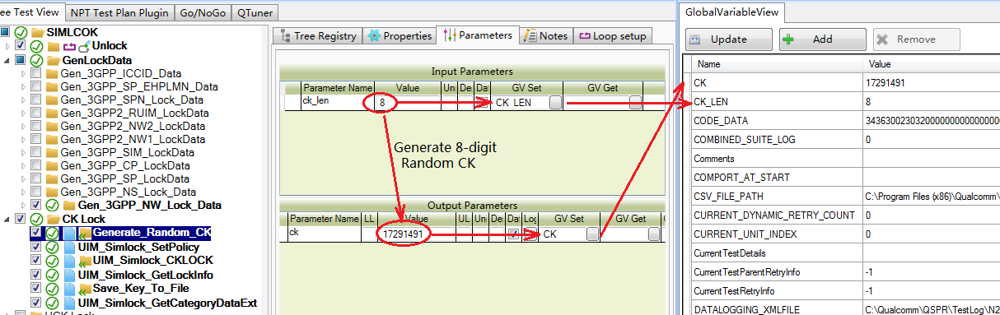 ee Test View
NPT Test Plan Plugin
Go/NoGo
QTuner
SIMLCOK
Unlock
GenLockData
Gen_3GPP_ICCID_Data
Gen_3GPP_SP_EHPLMN_Data
Gen_3GPP_SPN_Lock_Data
Gen_3GPP2_RUIM_LockData
Gen_3GPP2_NW2_LockData
Gen_3GPP2_NW1_LockData
Gen_3GPP_SIM_LockData
Gen_3GPP_CP_LockData
Gen_3GPP_SP_LockData
Gen_3GPP_NS_LockData
Gen_3GPP_NW_Lock_Data
CK Lock
Generate_Random_CK
UIM_Simlock_SetPolicy
UIM_Simlock_CKLOCK
UIM_Simlock_GetLockInfo
Save_Key_To_File
UIM_Simlock_GetCategoryDataExt
Tree Registry
Properties
Parameters
Notes
Loop setup
Input Parameters
Parameter Name Value Un De Da GV Set GV Get
ck_len 8 CK LEN
Generate 8-digit
Random CK
Output Parameters
Parameter Name LL Value UL Uni De Da Log GV Set GV Get
ck 17291491 CK
GlobalVariableView
Update
Add
Remove
Name Value
CK 17291491
CK_LEN 8
CODE_DATA
COMBINED_SUITE_LOG 0
Comments
COMPORT_AT_START
CSV_FILE_PATH C:\Program Files (x86)\Qualcomm\
CURRENT_DYNAMIC_RETRY_COUNT 0
CURRENT_UNIT_INDEX 0
CurrentTestDetails
CurrentTestParentRetryInfo -1
CurrentTestRetryInfo -1
DATALOGGING_XMLFILE C:\Qualcomm\QSPR\TestLog\N2